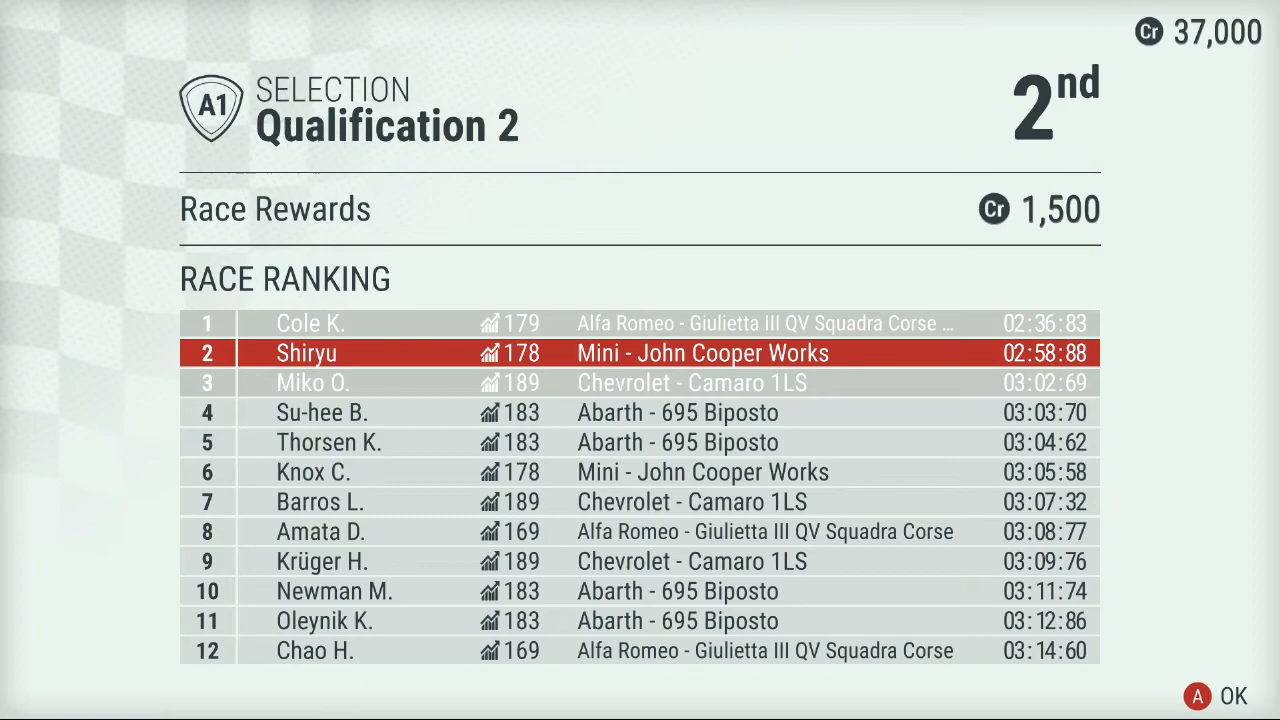 Cr 37,000
A1 SELECTION
Qualification 2
2nd
Race Rewards Cr 1,500
RACE RANKING
1 Cole K. 179 Alfa Romeo - Giulietta III QV Squadra Corse ... 02:36:83
2 Shiryu 178 Mini - John Cooper Works 02:58:88
3 Miko O. 189 Chevrolet - Camaro 1LS 03:02:69
4 Su-hee B. 183 Abarth - 695 Biposto 03:03:70
5 Thorsen K. 183 Abarth - 695 Biposto 03:04:62
6 Knox C. 178 Mini - John Cooper Works 03:05:58
7 Barros L. 189 Chevrolet - Camaro 1LS 03:07:32
8 Amata D. 169 Alfa Romeo - Giulietta III QV Squadra Corse 03:08:77
9 Krüger H. 189 Chevrolet - Camaro 1LS 03:09:76
10 Newman M. 183 Abarth - 695 Biposto 03:11:74
11 Oleynik K. 183 Abarth - 695 Biposto 03:12:86
12 Chao H. 169 Alfa Romeo - Giulietta III QV Squadra Corse 03:14:60
A OK